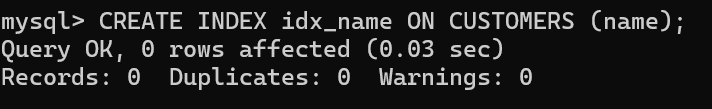 mysql> CREATE INDEX idx_name ON CUSTOMERS (name);
Query OK, 0 rows affected (0.03 sec)
Records: 0  Duplicates: 0  Warnings: 0